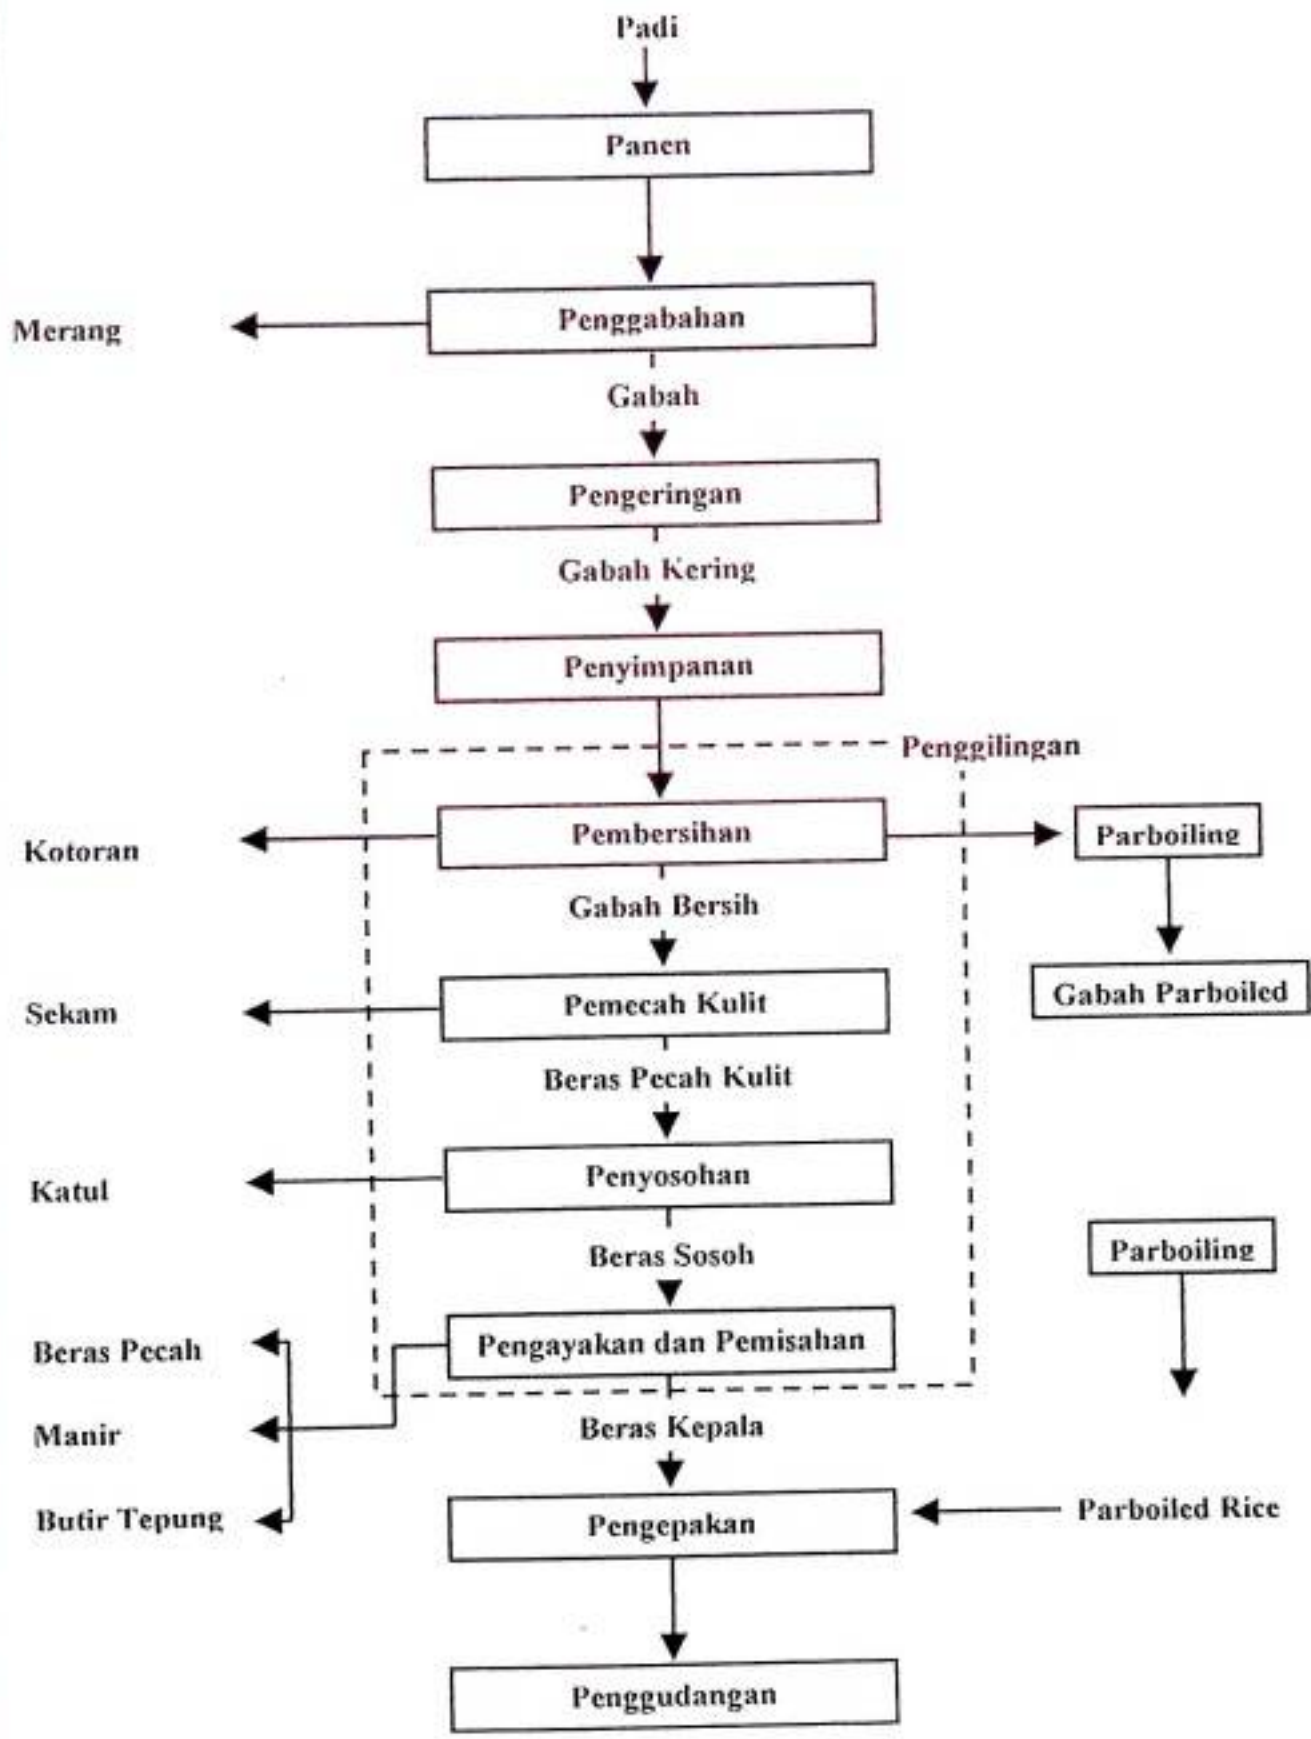 Padi
Panen
Penggabahan
Merang
Gabah
Pengeringan
Gabah Kering
Penyimpanan
Penggilingan
Pembersihan
Kotoran
Parboiling
Gabah Bersih
Pemecah Kulit
Sekam
Gabah Parboiled
Beras Pecah Kulit
Penyosohan
Katul
Beras Sosoh
Parboiling
Pengayakan dan Pemisahan
Beras Pecah
Manir
Butir Tepung
Beras Kepala
Pengepakan
Parboiled Rice
Penggudangan